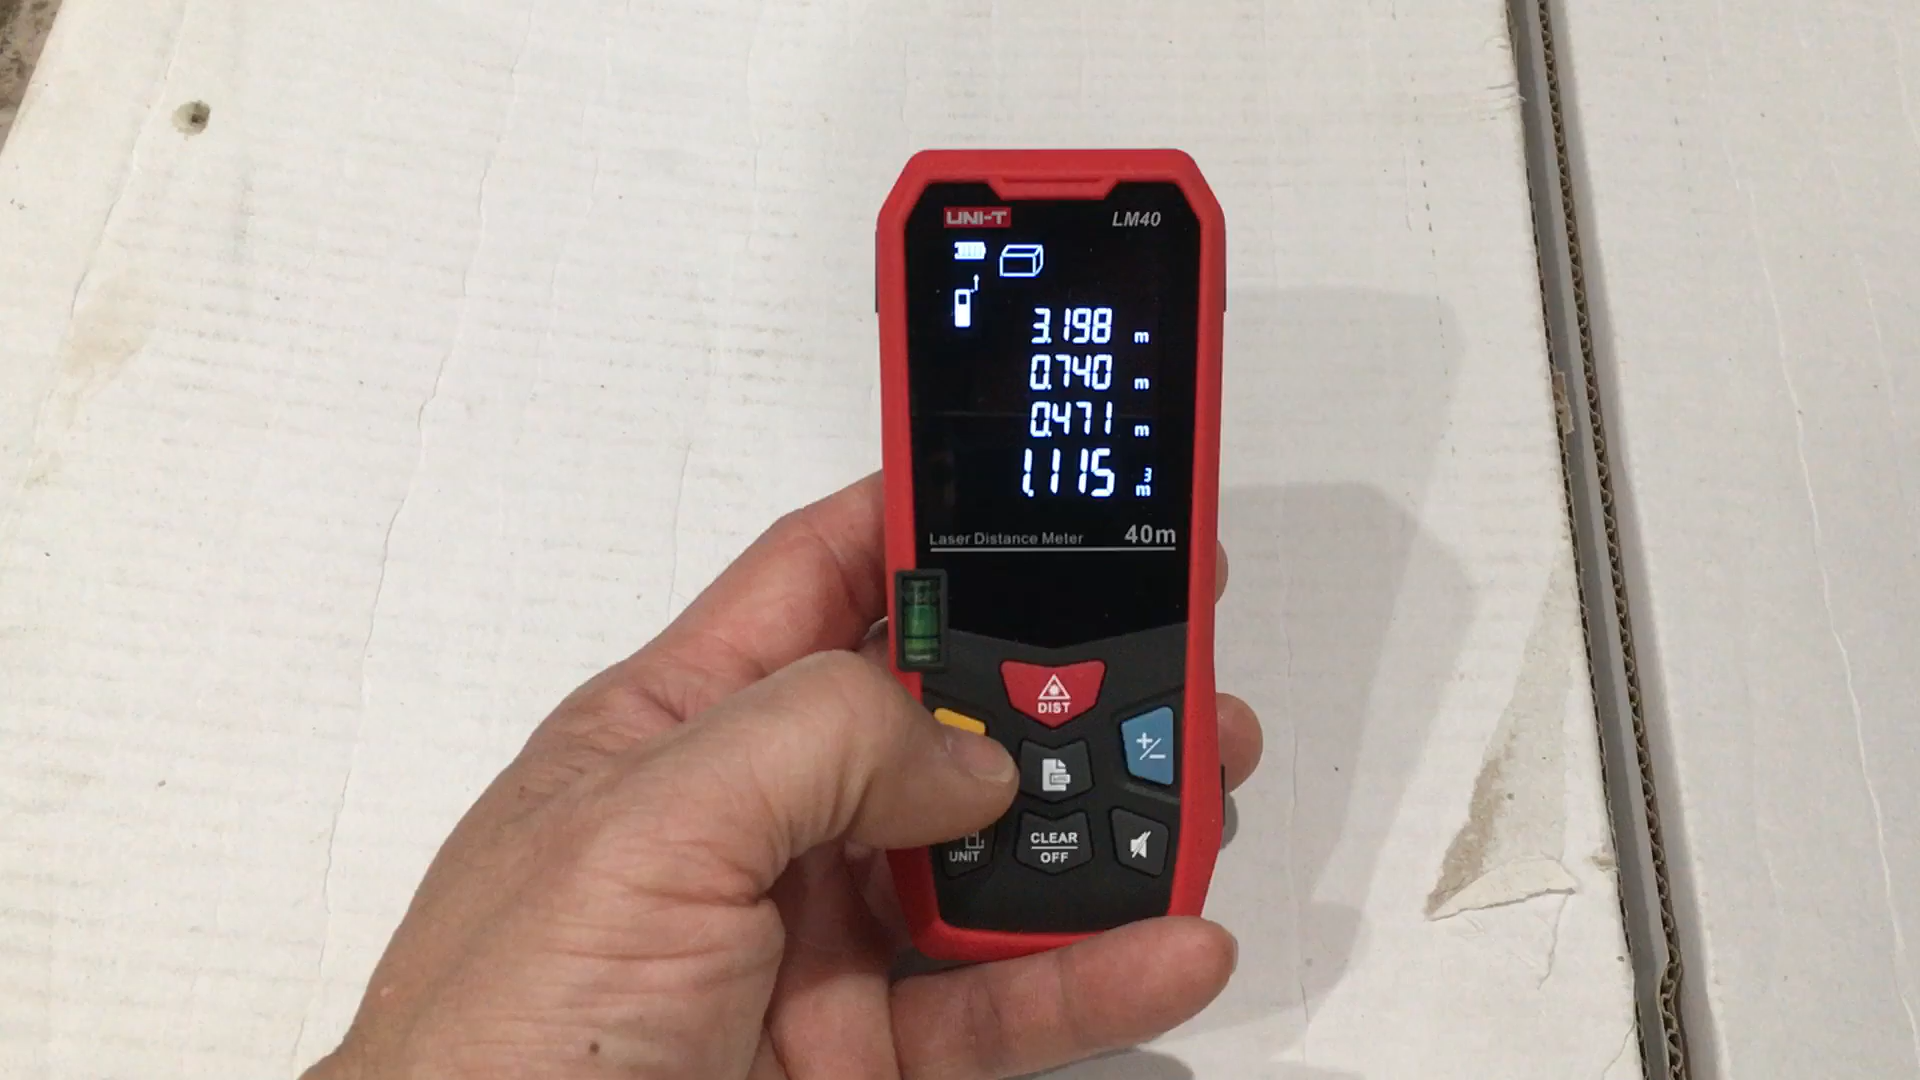 UNI-T LM40
3.198 m
0.740 m
0.471 m
1.115 m³
Laser Distance Meter 40m
DIST
+/-
UNIT
CLEAR
OFF